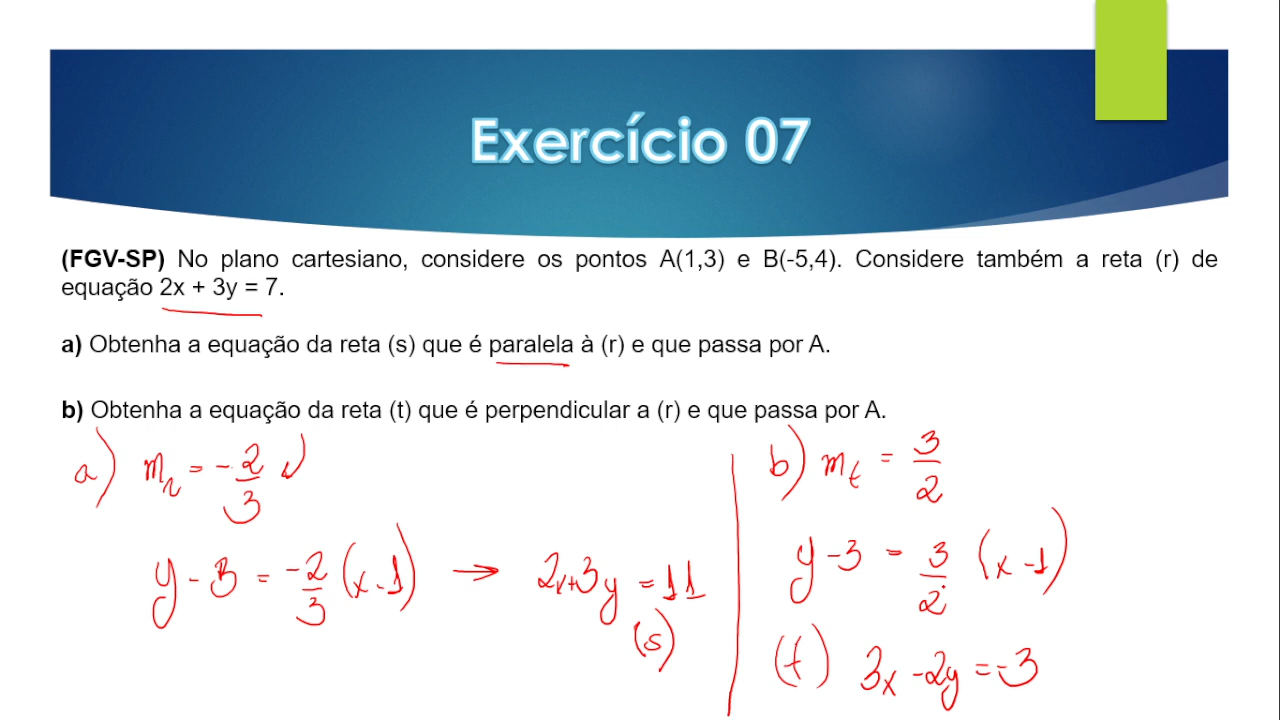 Exercício 07
(FGV-SP) No plano cartesiano, considere os pontos A(1,3) e B(-5,4). Considere também a reta (r) de
equação 2x + 3y = 7.
a) Obtenha a equação da reta (s) que é paralela à (r) e que passa por A.
b) Obtenha a equação da reta (t) que é perpendicular a (r) e que passa por A.
a) m_r = -2/3
y - 3 = -2/3 (x - 1) → 2x+3y = 11
(s)
b) m_t = 3/2
y - 3 = 3/2 (x - 1)
(t) 3x - 2y = -3